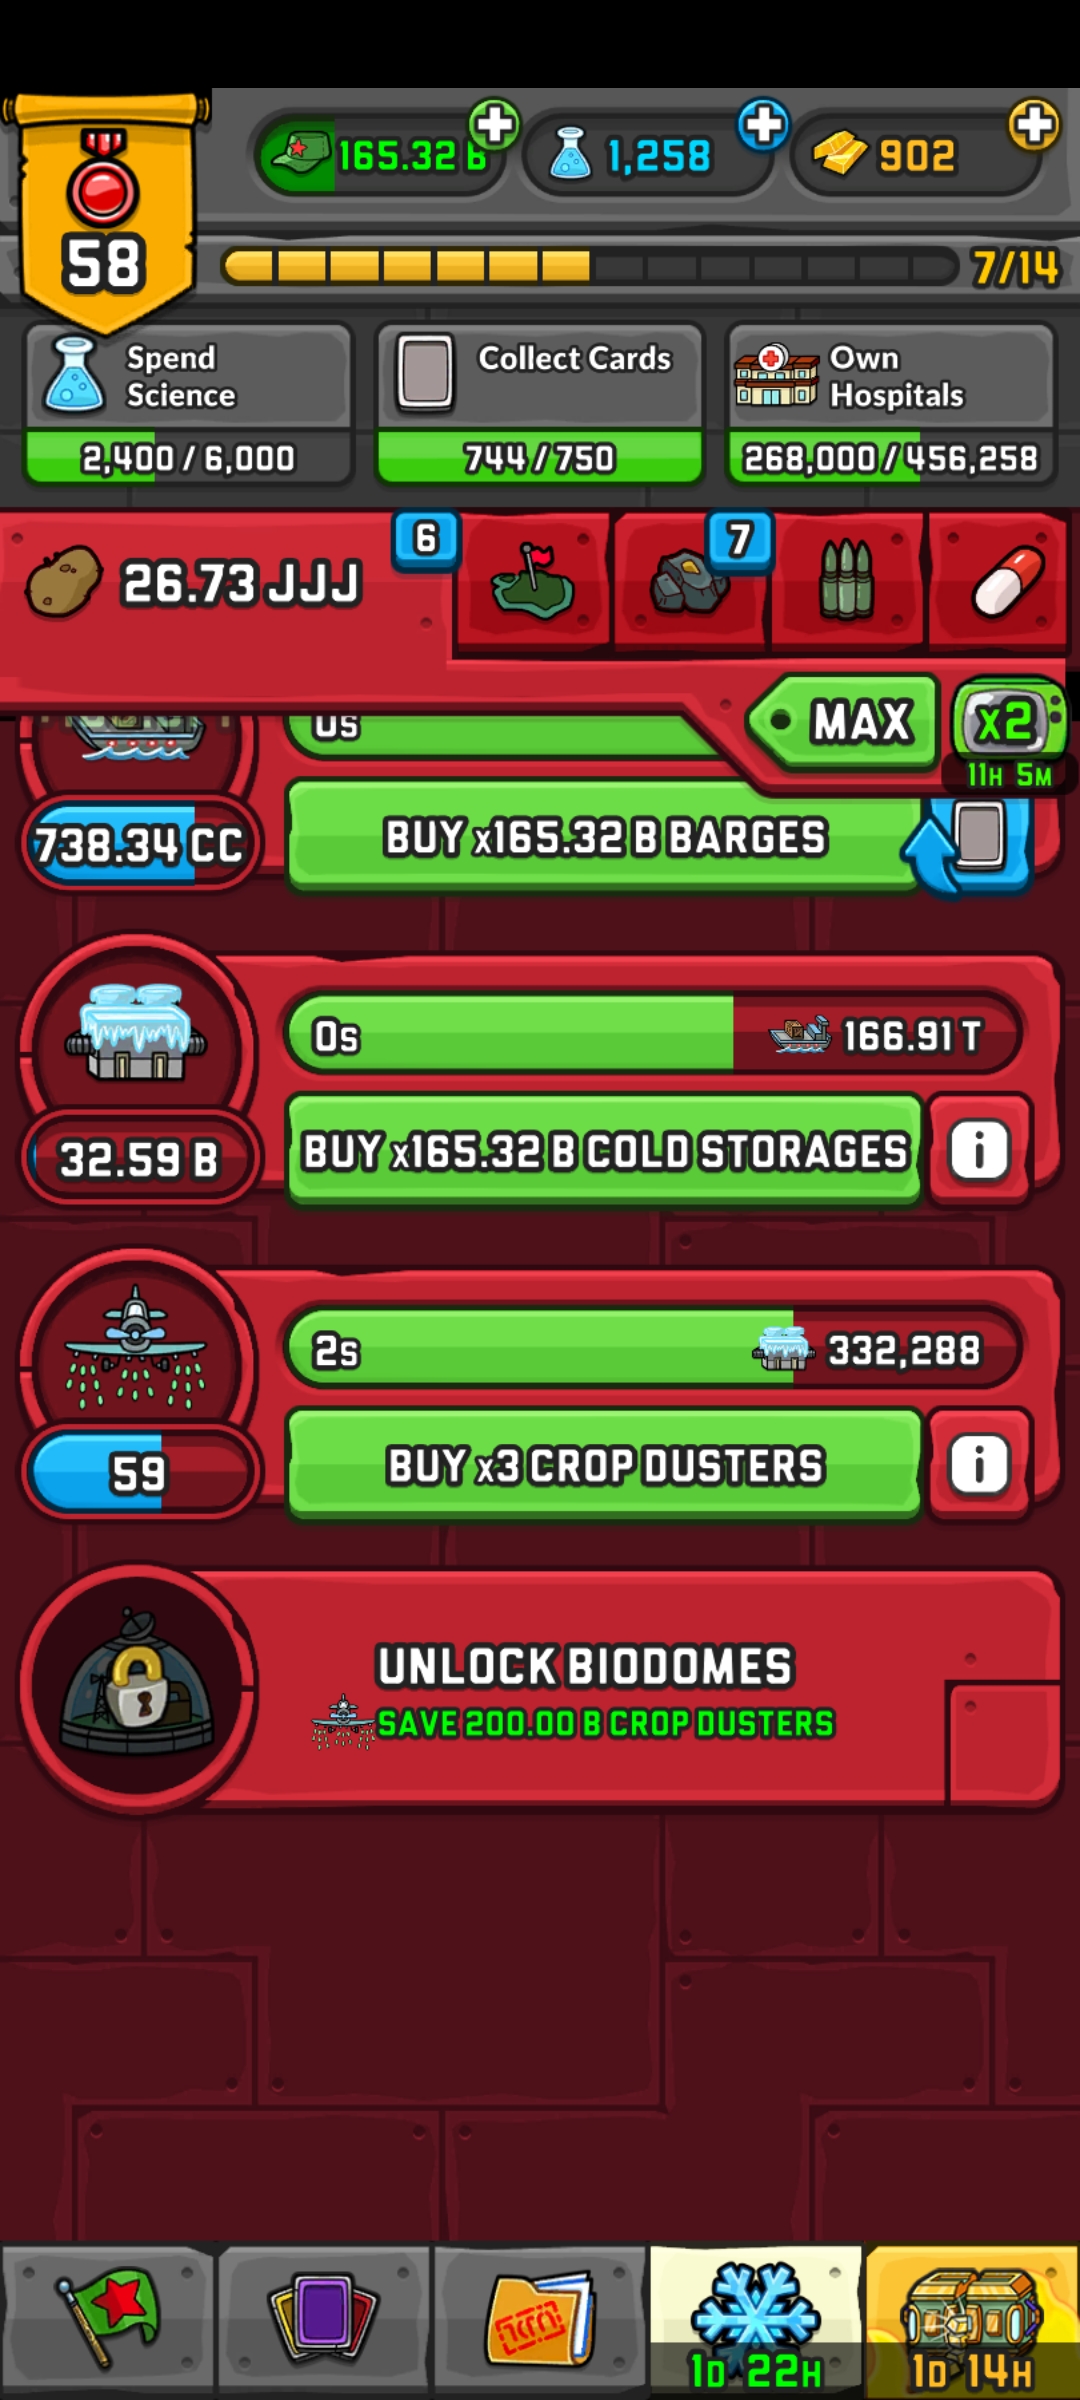 58
165.32 B
1,258
902
7/14
Spend Science
2,400 / 6,000
Collect Cards
744 / 750
Own Hospitals
268,000 / 456,258
26.73 JJJ
6
7
MAX
x2
11H 5M
0s
738.34 CC
BUY x165.32 B BARGES
0s
166.91 T
32.59 B
BUY x165.32 B COLD STORAGES
i
2s
332,288
59
BUY x3 CROP DUSTERS
i
UNLOCK BIODOMES
SAVE 200.00 B CROP DUSTERS
1D 22H
1D 14H